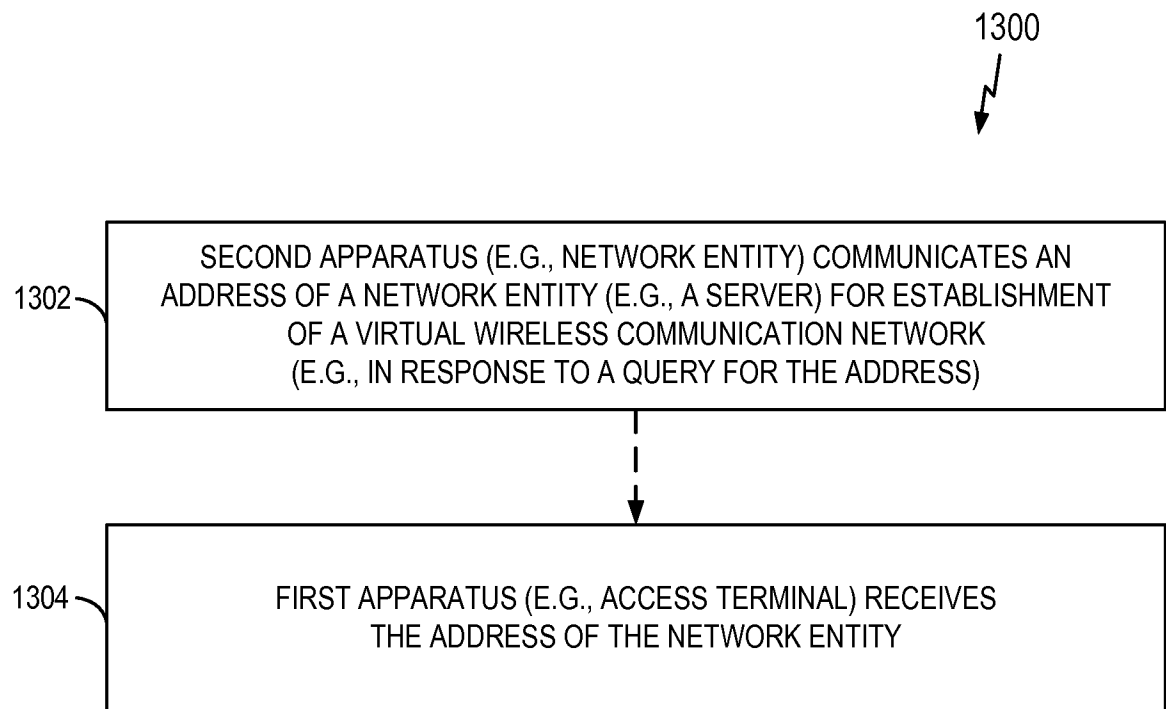 1300
1302
SECOND APPARATUS (E.G., NETWORK ENTITY) COMMUNICATES AN
ADDRESS OF A NETWORK ENTITY (E.G., A SERVER) FOR ESTABLISHMENT
OF A VIRTUAL WIRELESS COMMUNICATION NETWORK
(E.G., IN RESPONSE TO A QUERY FOR THE ADDRESS)
1304
FIRST APPARATUS (E.G., ACCESS TERMINAL) RECEIVES
THE ADDRESS OF THE NETWORK ENTITY